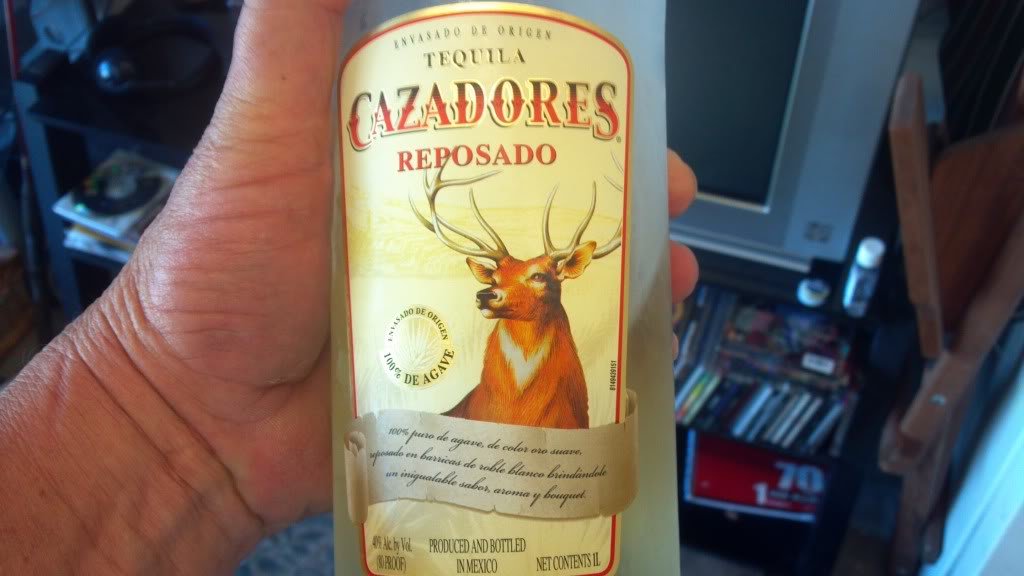 ENVASADO DE ORIGEN
TEQUILA
CAZADORES®
REPOSADO
ENVASADO DE ORIGEN
100% DE AGAVE
100% puro de agave, de color oro suave,
reposado en barricas de roble blanco brindándole
un inigualable sabor, aroma y bouquet.
40% Alc. by Vol.
(80 PROOF)
PRODUCED AND BOTTLED
IN MEXICO
NET CONTENTS 1L
70
1